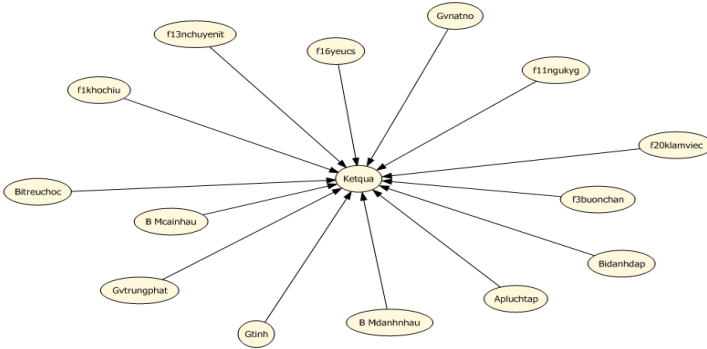 Gvnatno
f13nchuyenit
f16yeucs
f11ngukyg
f1khochiu
f20klamviec
Ketqua
Bitreuchoc
f3buonchan
B Mcainhau
Bidanhdap
Gvtrungphat
Apluchtap
B Mdanhnhau
Gtinh